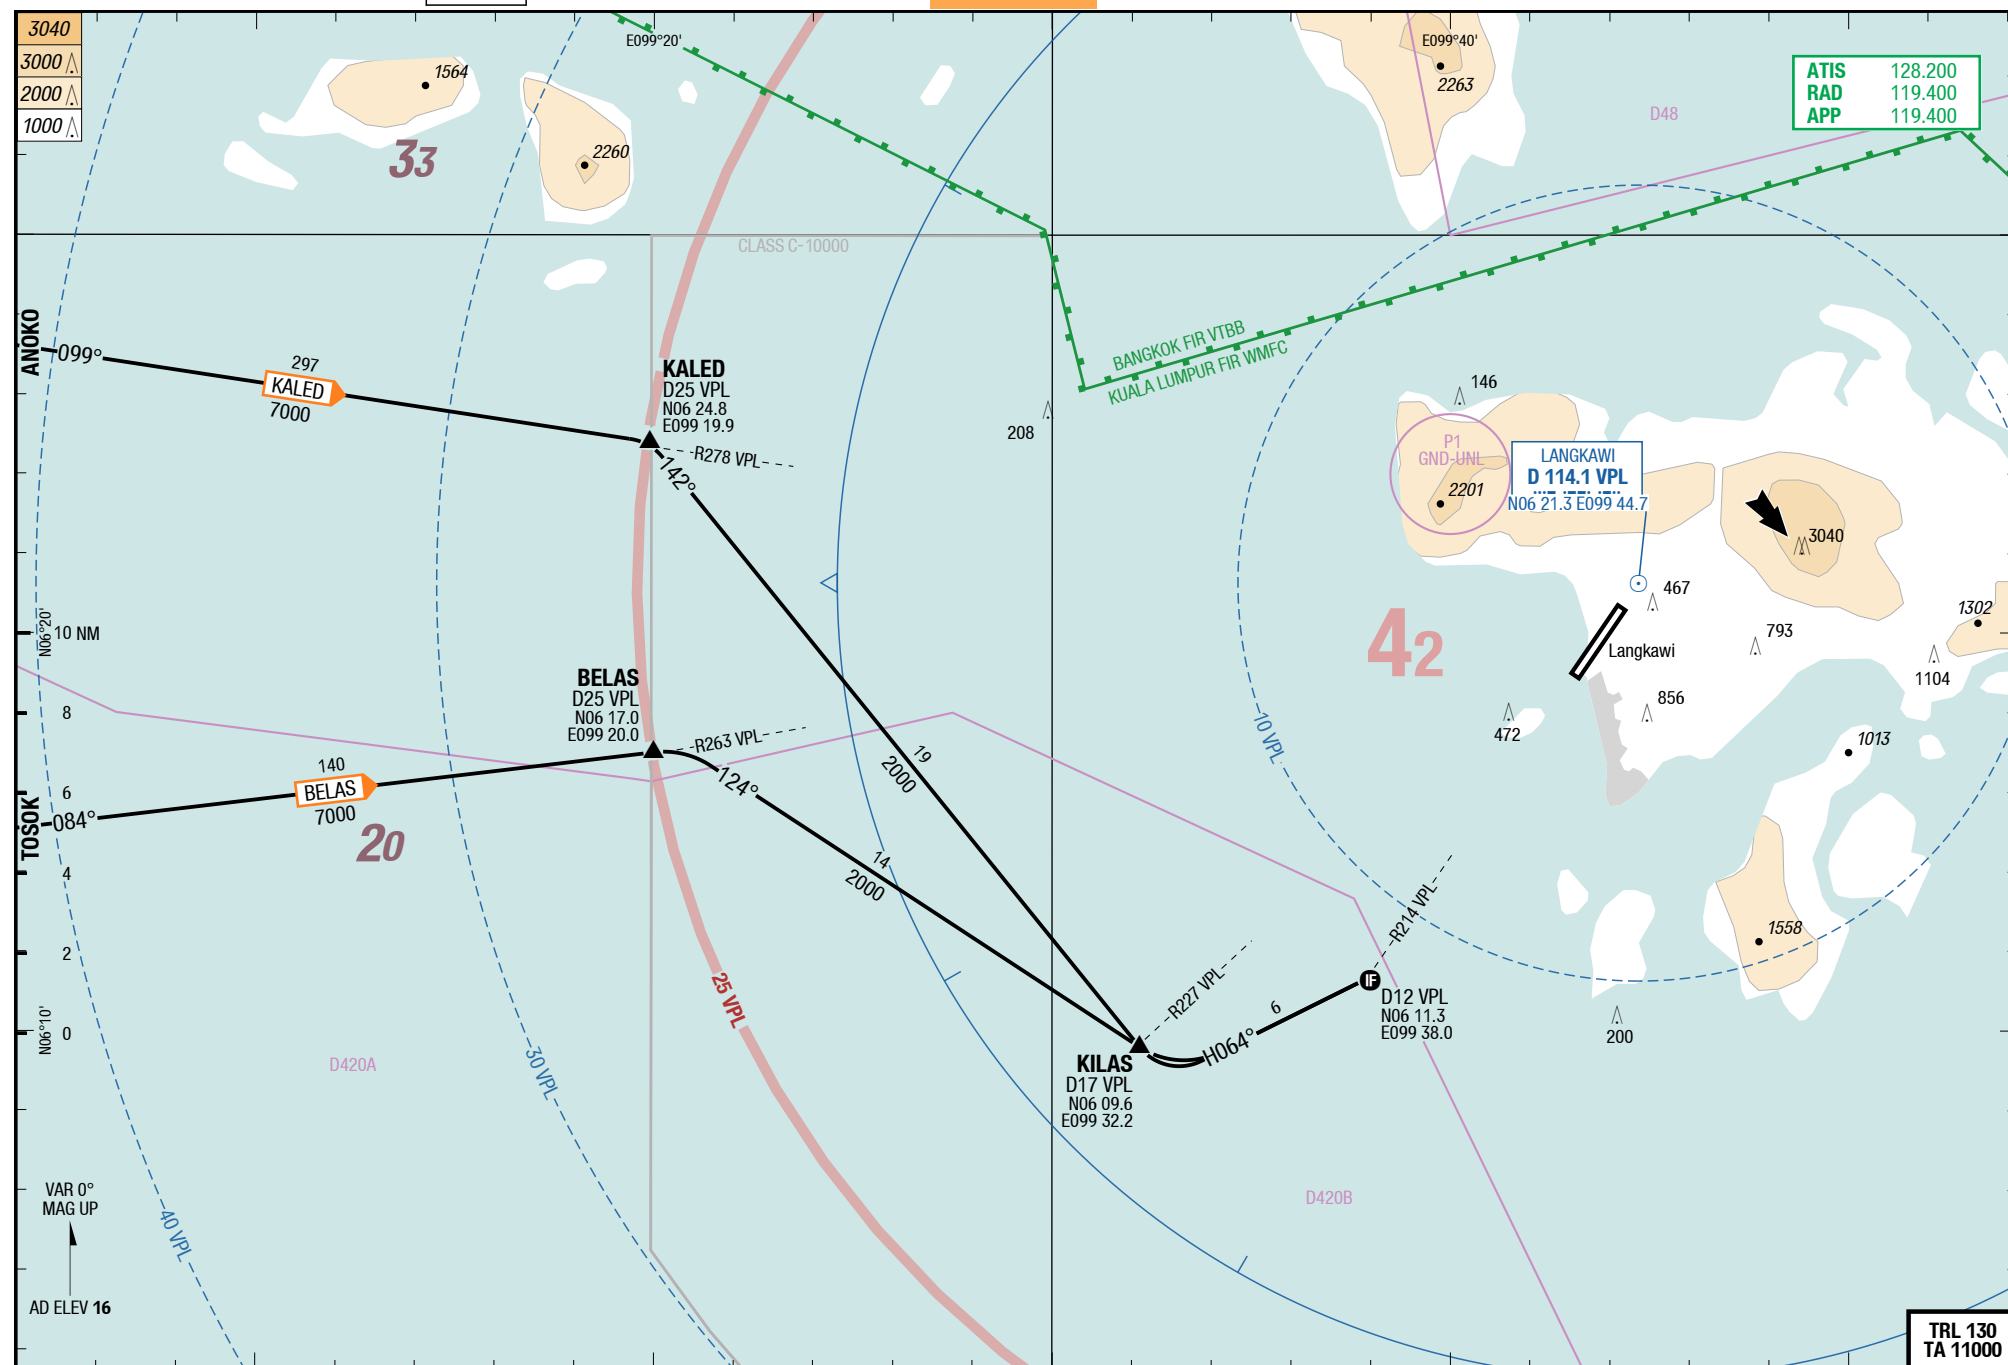 3040
3000
2000
1000
1564
33
2260
E099°20'
E099°40'
2263
D48
ATIS 128.200
RAD 119.400
APP 119.400
CLASS C-10000
ANOKO
099°
297
KALED
7000
KALED
D25 VPL
N06 24.8
E099 19.9
R278 VPL
142°
BANGKOK FIR VTBB
KUALA LUMPUR FIR WMFC
208
146
P1
GND-UNL
2201
LANGKAWI
D 114.1 VPL
N06 21.3 E099 44.7
3040
467
1302
42
793
Langkawi
1104
856
472
1013
10 VPL
N06°20'
10 NM
8
6
4
2
0
N06°10'
BELAS
D25 VPL
N06 17.0
E099 20.0
R263 VPL
124°
140
BELAS
7000
084°
TOSOK
20
19
2000
14
2000
R214 VPL
1558
R227 VPL
6
H064°
IF
D12 VPL
N06 11.3
E099 38.0
200
KILAS
D17 VPL
N06 09.6
E099 32.2
25 VPL
30 VPL
40 VPL
D420A
D420B
VAR 0°
MAG UP
AD ELEV 16
TRL 130
TA 11000